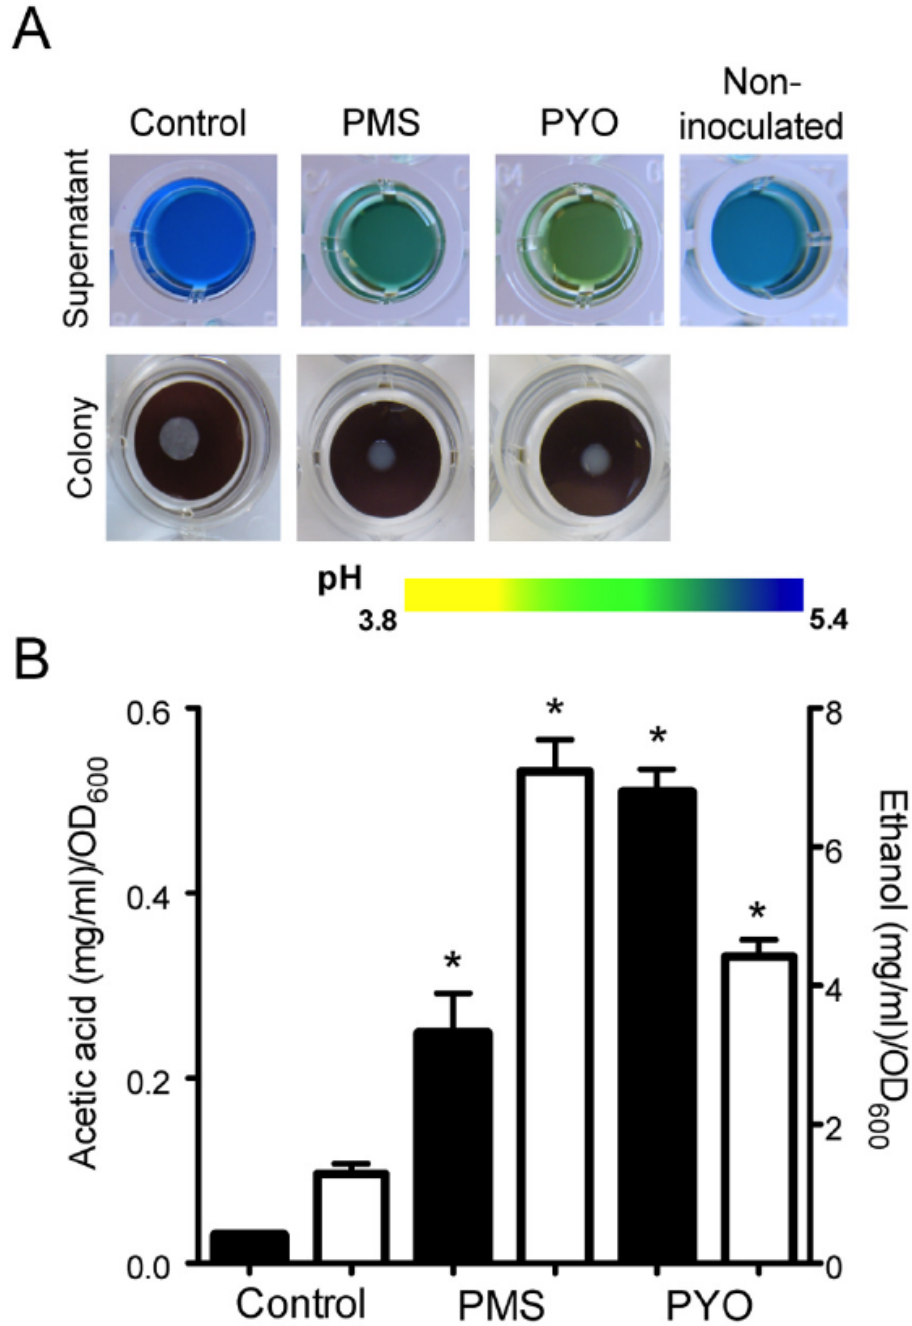 A
Control
PMS
PYO
Non-
inoculated
Supernatant
Colony
pH
3.8
5.4
B
Acetic acid (mg/ml)/OD600
0.6
0.4
0.2
0.0
*
*
*
*
8
6
4
2
0
Ethanol (mg/ml)/OD600
Control
PMS
PYO